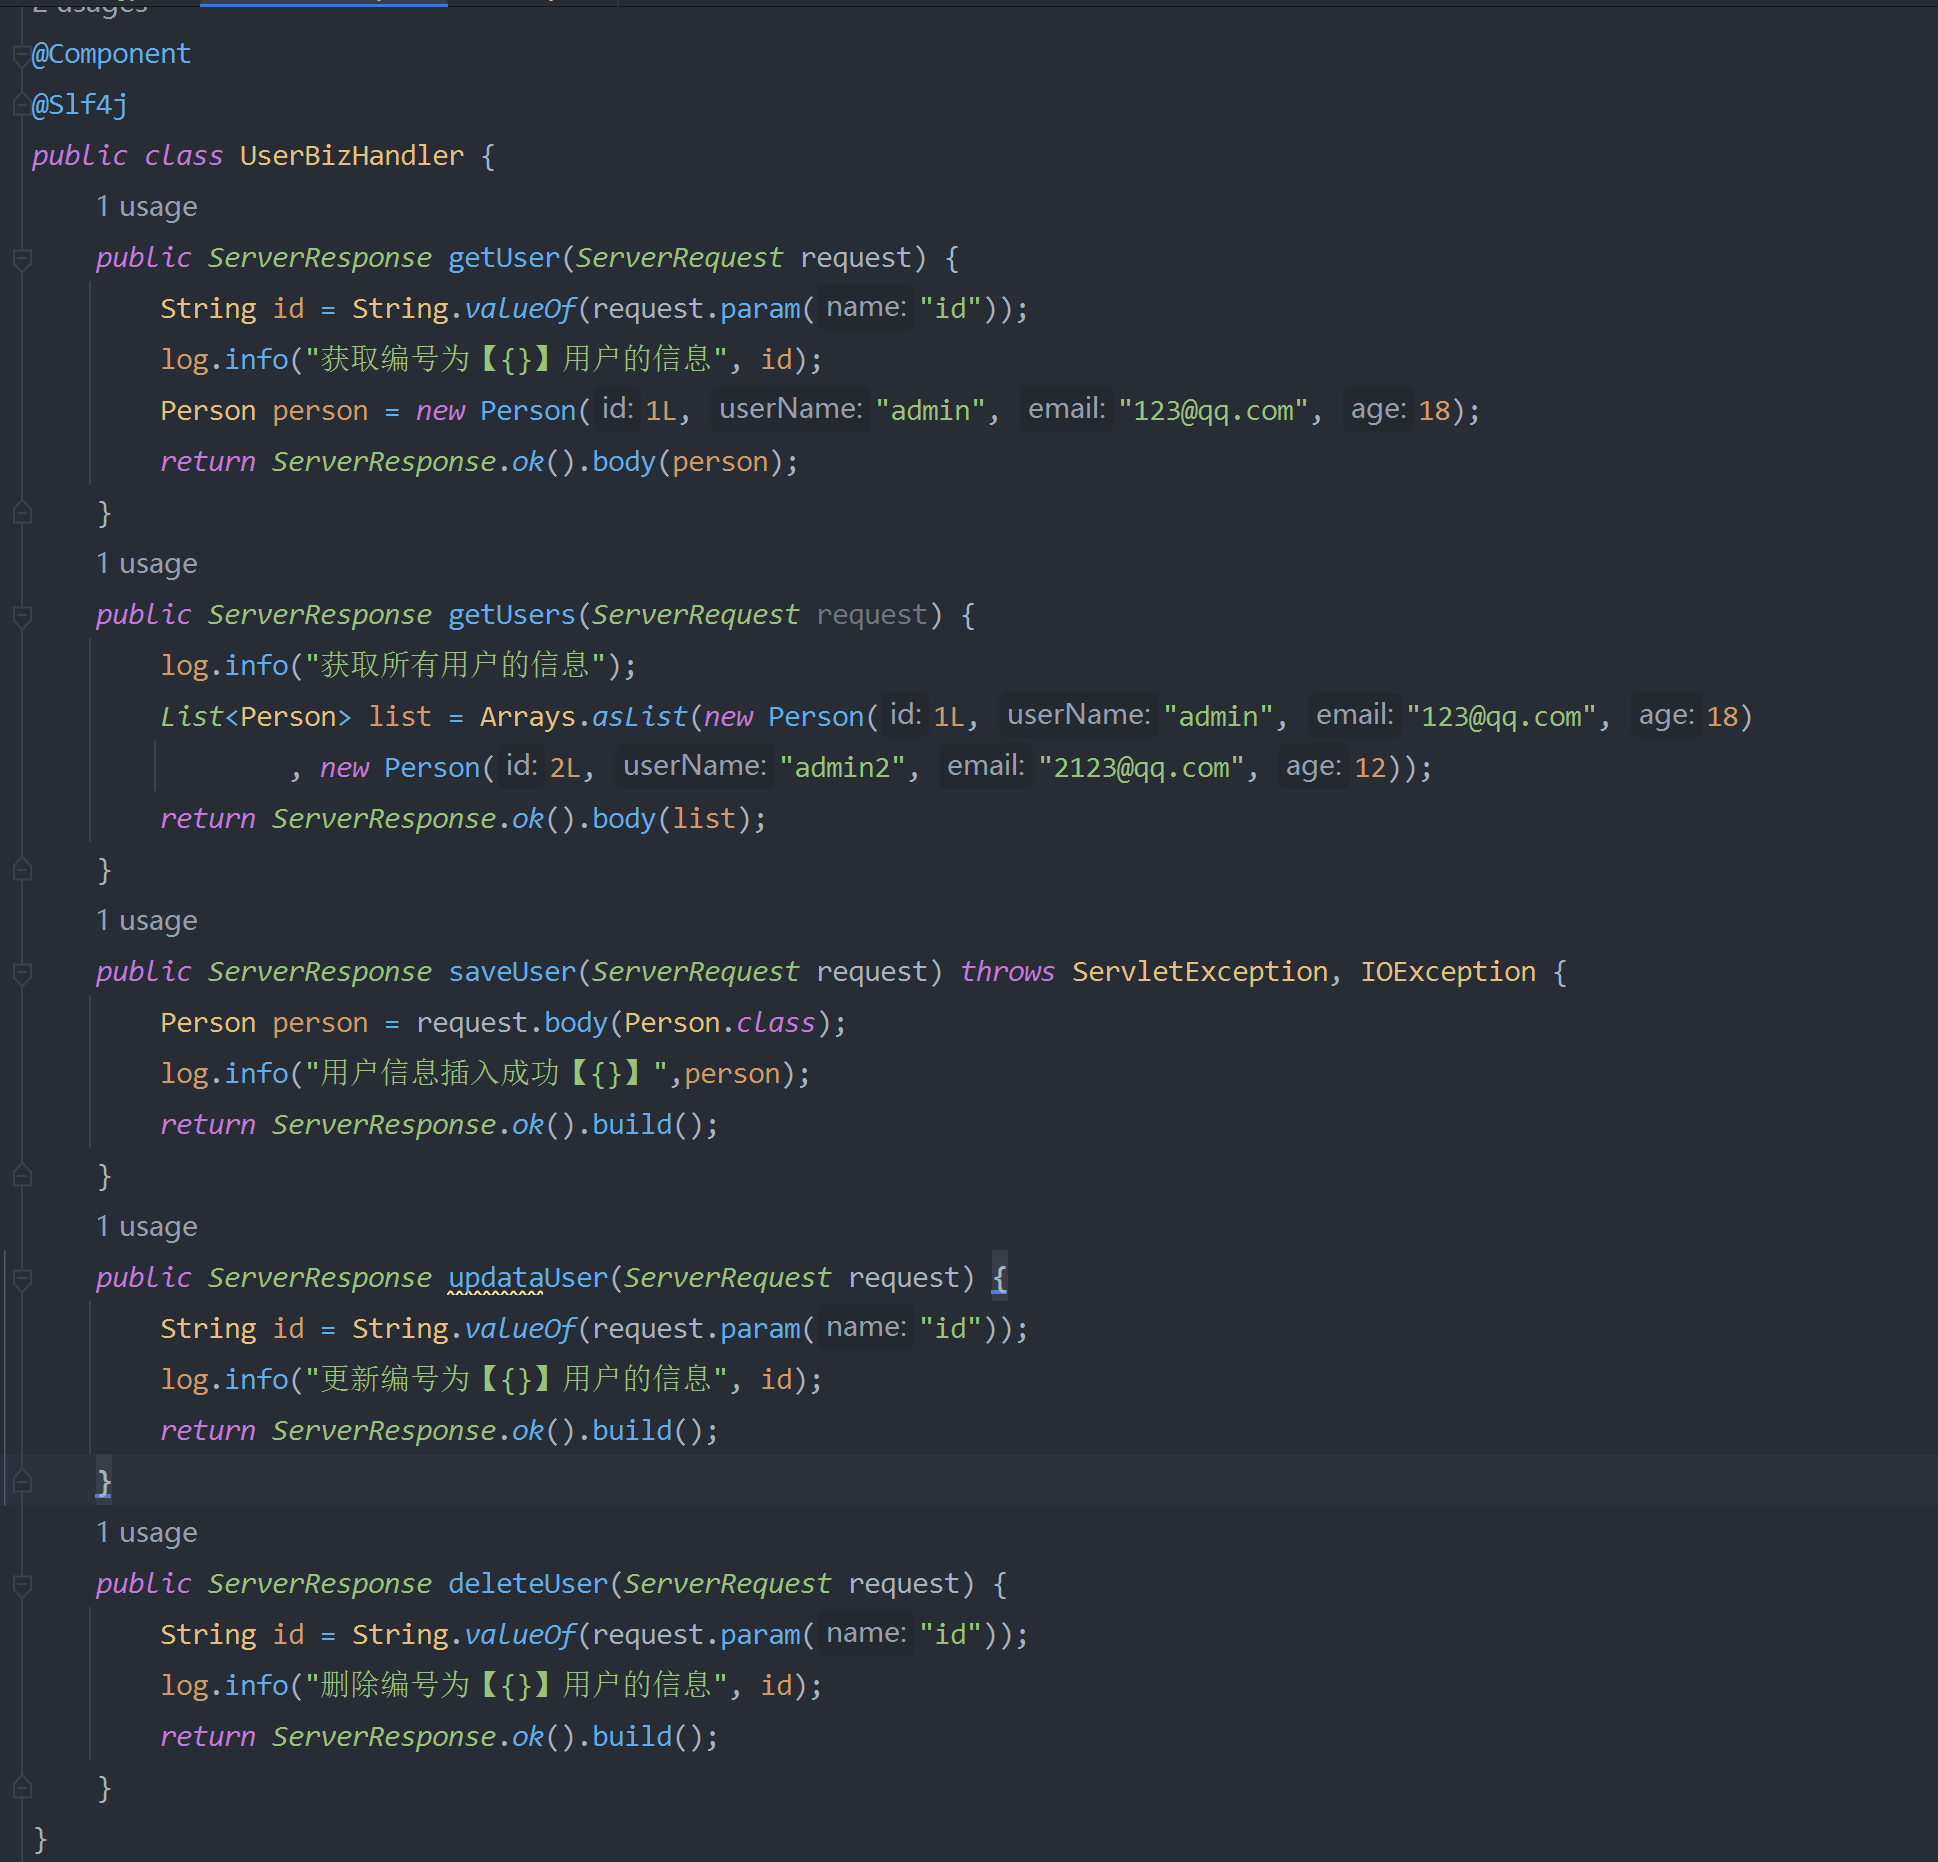 2 usages
@Component
@Slf4j
public class UserBizHandler {
1 usage
public ServerResponse getUser(ServerRequest request) {
String id = String.valueOf(request.param( name: "id"));
log.info("获取编号为【{}】用户的信息", id);
Person person = new Person( id: 1L, userName: "admin", email: "123@qq.com", age: 18);
return ServerResponse.ok().body(person);
}
1 usage
public ServerResponse getUsers(ServerRequest request) {
log.info("获取所有用户的信息");
List<Person> list = Arrays.asList(new Person( id: 1L, userName: "admin", email: "123@qq.com", age: 18)
, new Person( id: 2L, userName: "admin2", email: "2123@qq.com", age: 12));
return ServerResponse.ok().body(list);
}
1 usage
public ServerResponse saveUser(ServerRequest request) throws ServletException, IOException {
Person person = request.body(Person.class);
log.info("用户信息插入成功【{}】",person);
return ServerResponse.ok().build();
}
1 usage
public ServerResponse updataUser(ServerRequest request) {
String id = String.valueOf(request.param( name: "id"));
log.info("更新编号为【{}】用户的信息", id);
return ServerResponse.ok().build();
}
1 usage
public ServerResponse deleteUser(ServerRequest request) {
String id = String.valueOf(request.param( name: "id"));
log.info("删除编号为【{}】用户的信息", id);
return ServerResponse.ok().build();
}
}